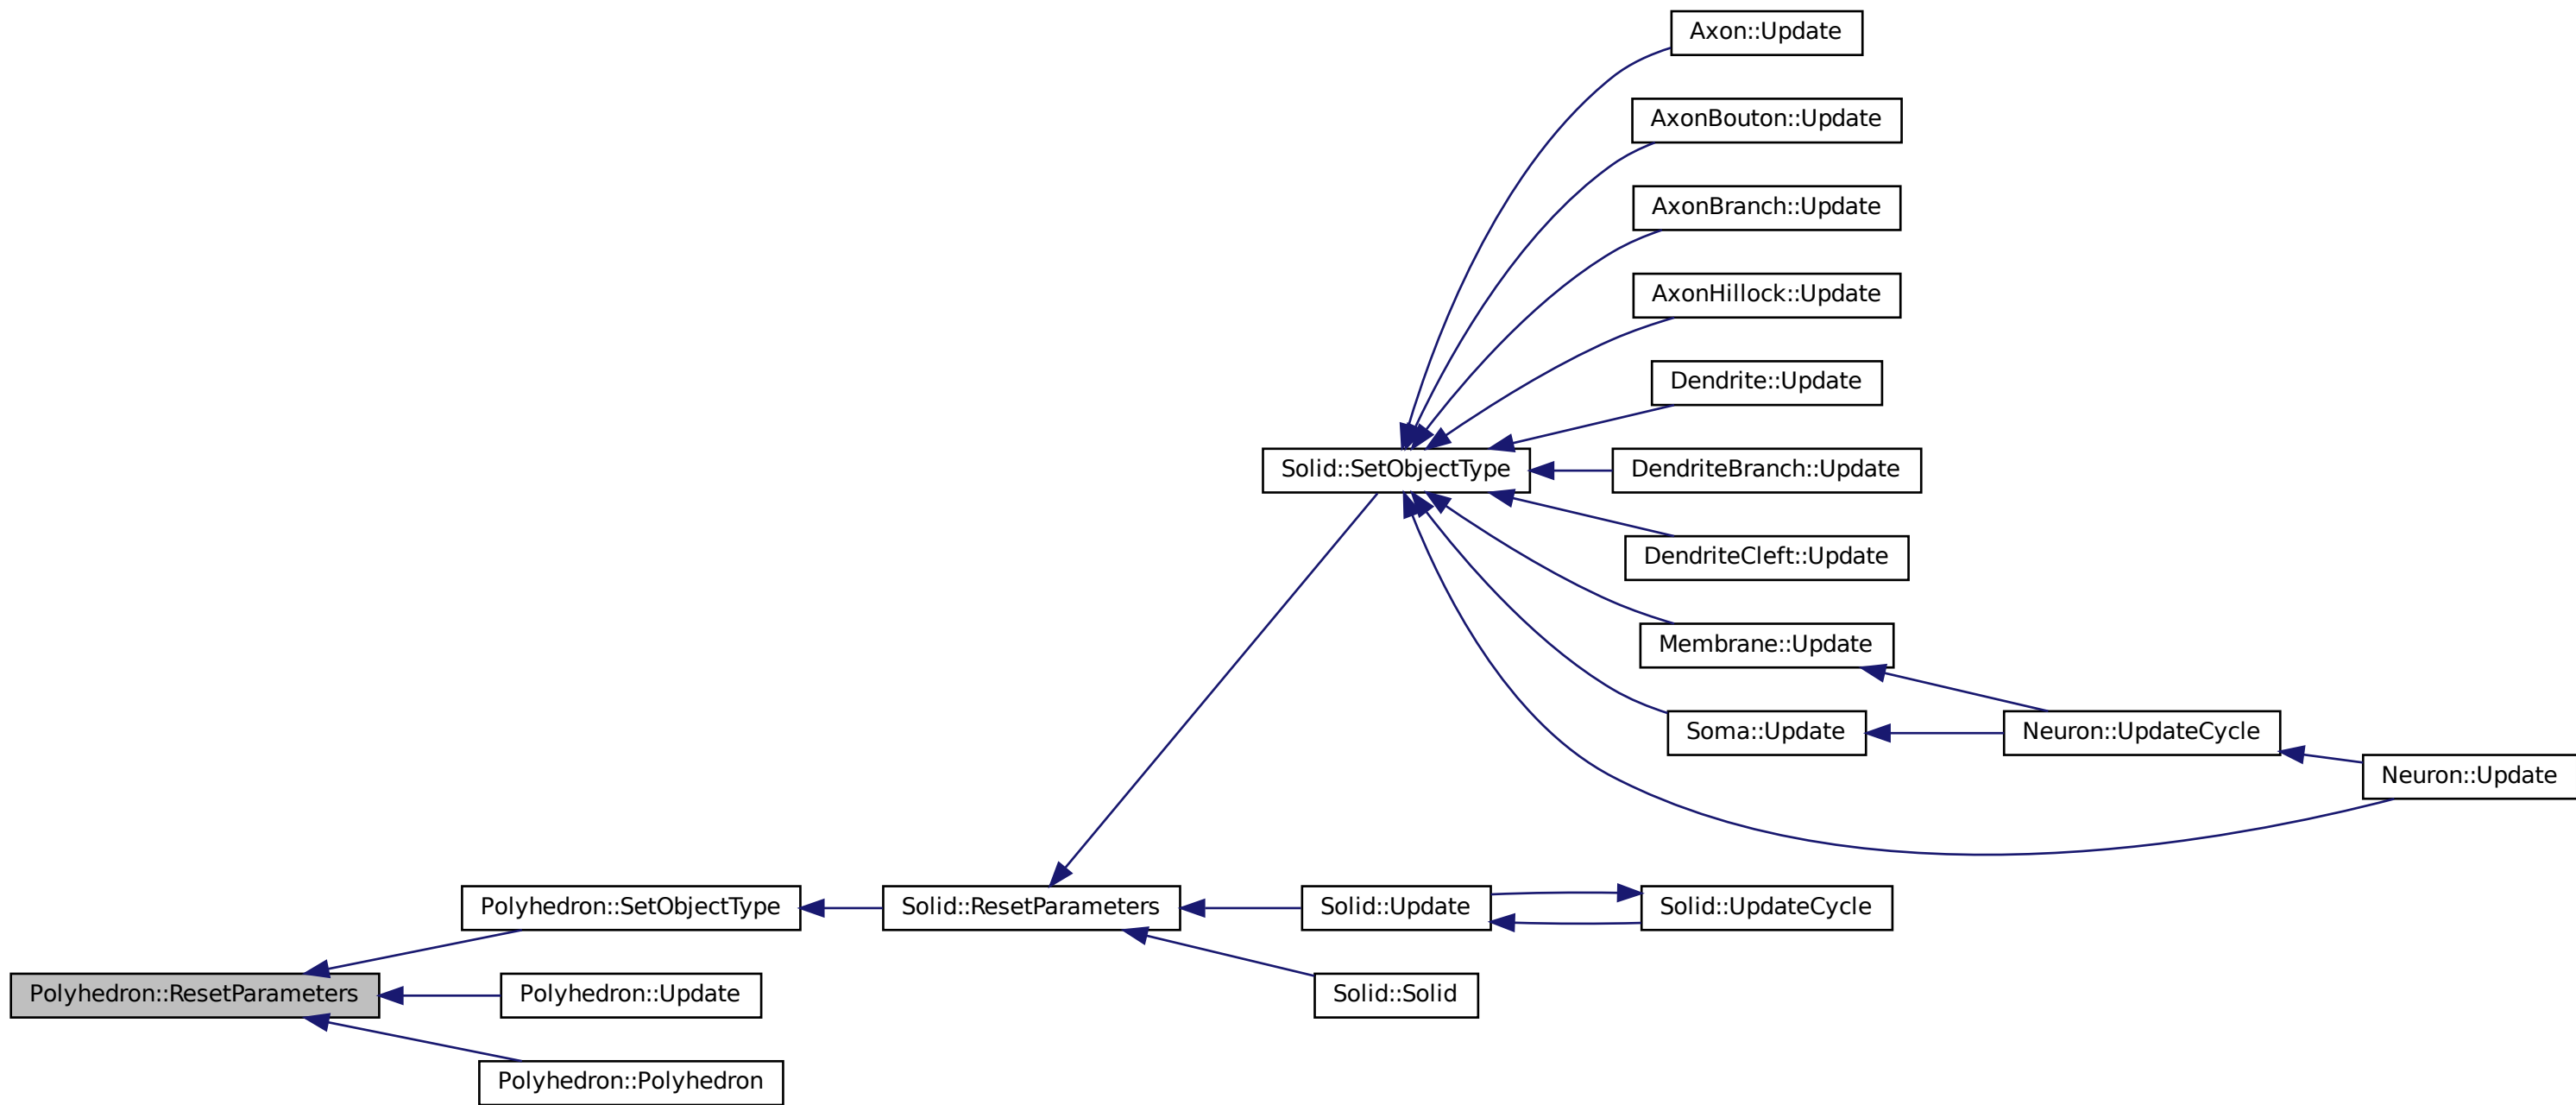 Axon::Update
AxonBouton::Update
AxonBranch::Update
AxonHillock::Update
Dendrite::Update
Solid::SetObjectType
DendriteBranch::Update
DendriteCleft::Update
Membrane::Update
Soma::Update
Neuron::UpdateCycle
Neuron::Update
Polyhedron::SetObjectType
Solid::ResetParameters
Solid::Update
Solid::UpdateCycle
Polyhedron::ResetParameters
Polyhedron::Update
Solid::Solid
Polyhedron::Polyhedron